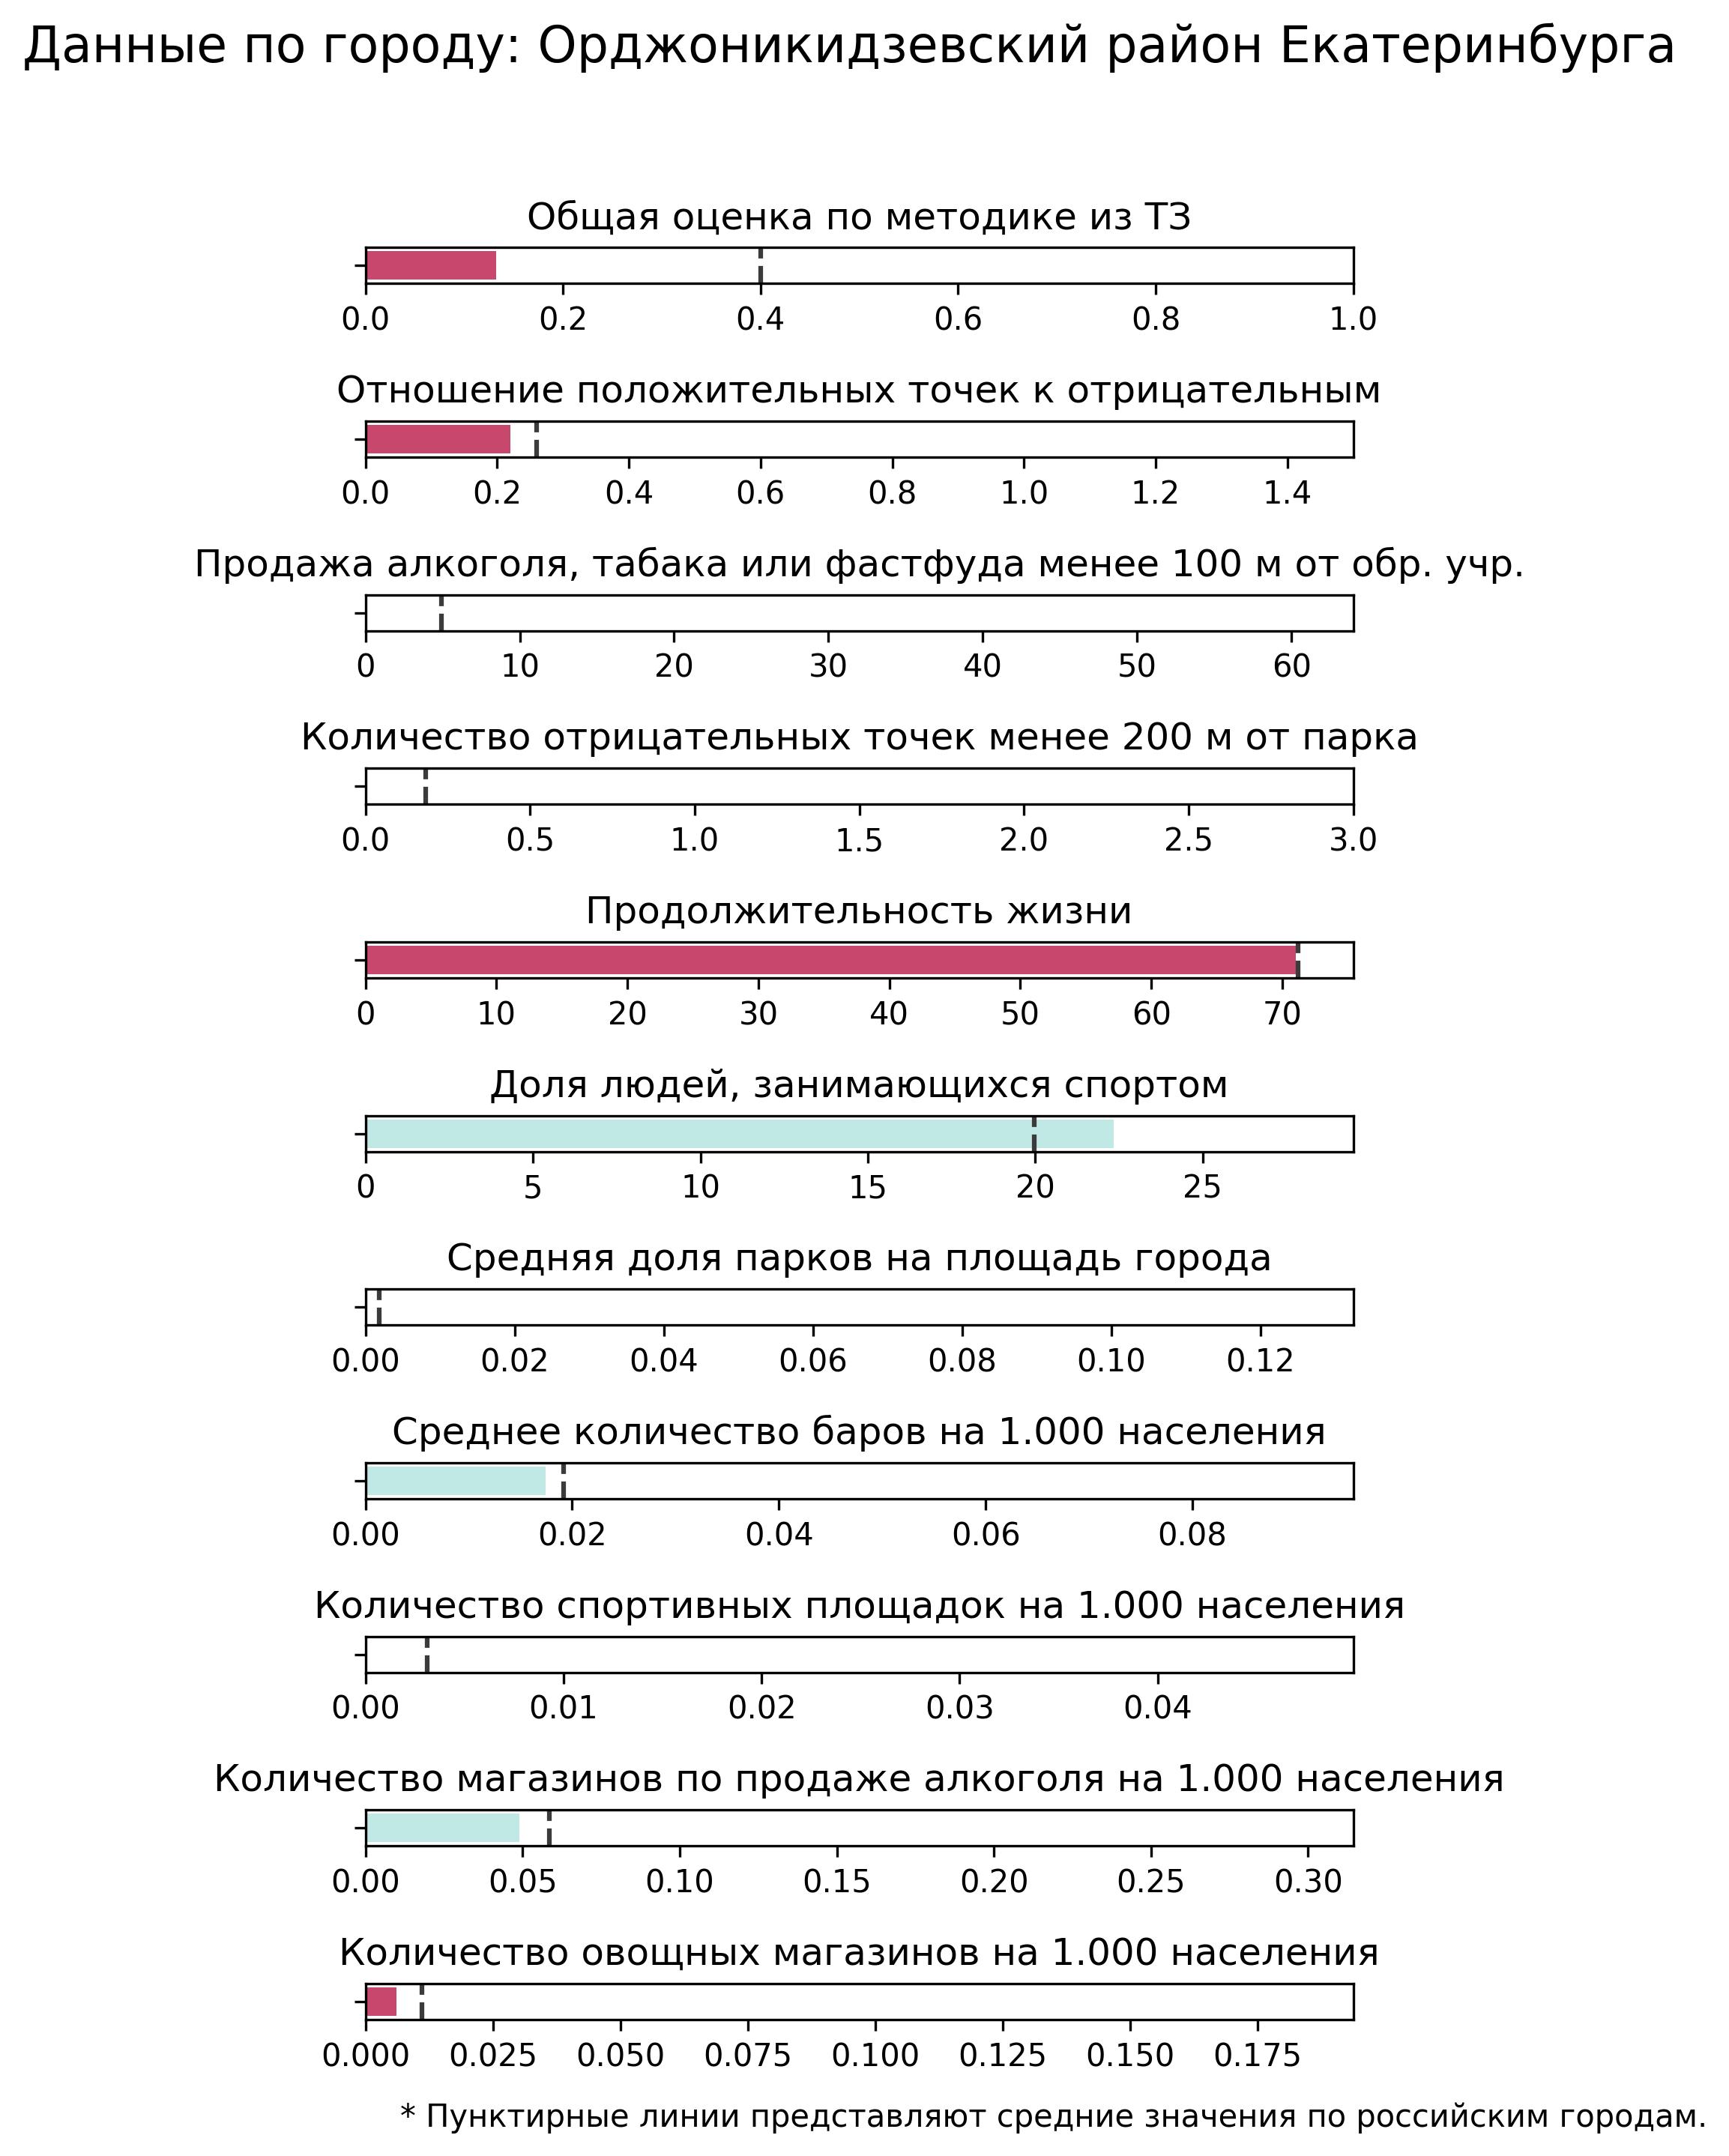 Данные по городу: Орджоникидзевский район Екатеринбурга
Общая оценка по методике из ТЗ
0.0 0.2 0.4 0.6 0.8 1.0
Отношение положительных точек к отрицательным
0.0 0.2 0.4 0.6 0.8 1.0 1.2 1.4
Продажа алкоголя, табака или фастфуда менее 100 м от обр. учр.
0 10 20 30 40 50 60
Количество отрицательных точек менее 200 м от парка
0.0 0.5 1.0 1.5 2.0 2.5 3.0
Продолжительность жизни
0 10 20 30 40 50 60 70
Доля людей, занимающихся спортом
0 5 10 15 20 25
Средняя доля парков на площадь города
0.00 0.02 0.04 0.06 0.08 0.10 0.12
Среднее количество баров на 1.000 населения
0.00 0.02 0.04 0.06 0.08
Количество спортивных площадок на 1.000 населения
0.00 0.01 0.02 0.03 0.04
Количество магазинов по продаже алкоголя на 1.000 населения
0.00 0.05 0.10 0.15 0.20 0.25 0.30
Количество овощных магазинов на 1.000 населения
0.000 0.025 0.050 0.075 0.100 0.125 0.150 0.175
* Пунктирные линии представляют средние значения по российским городам.